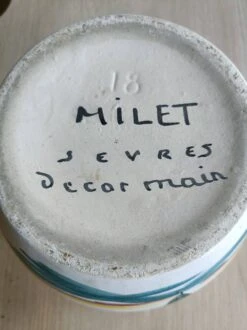 18
MiLET
SEVRES
Decor main